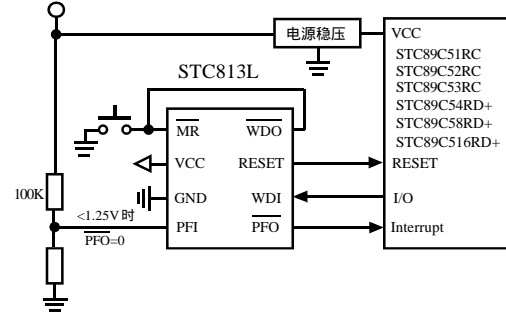 电源稳压
VCC
STC89C51RC
STC89C52RC
STC89C53RC
STC89C54RD+
STC89C58RD+
STC89C516RD+
RESET
I/O
Interrupt
STC813L
MR
WDO
VCC
RESET
GND
WDI
PFI
PFO
100K
<1.25V时
PFO=0